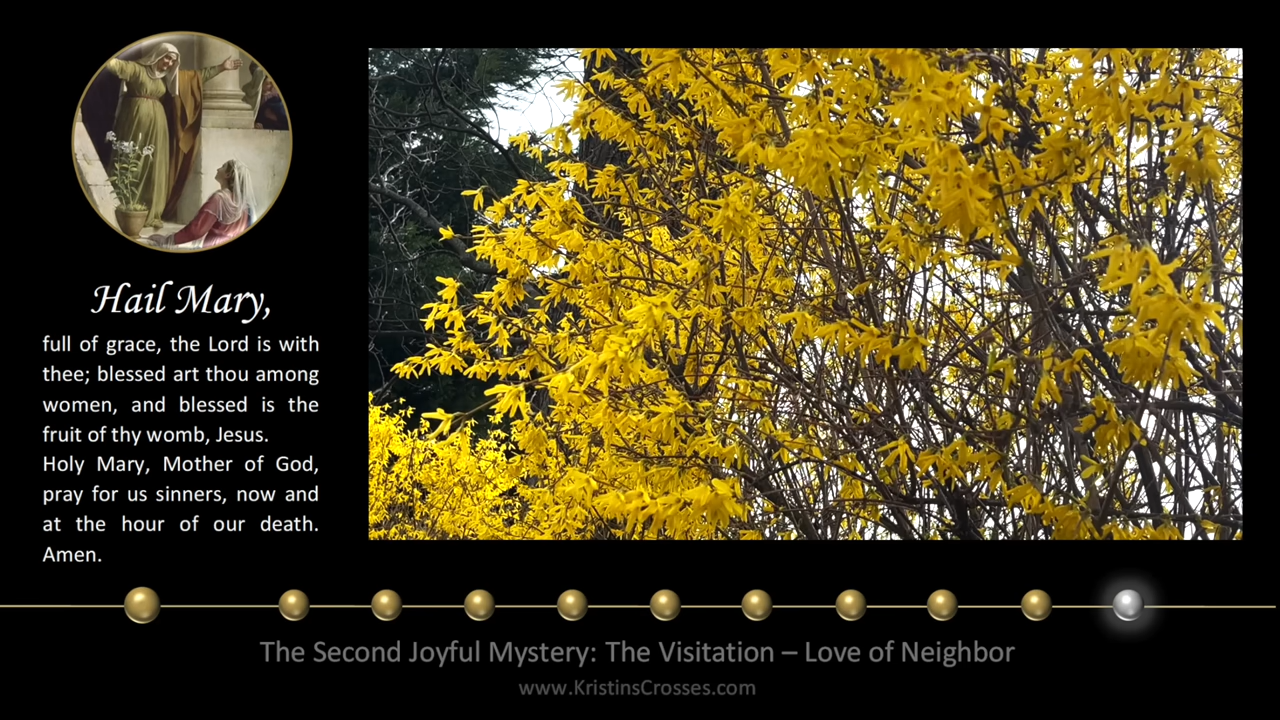 Hail Mary,
full of grace, the Lord is with
thee; blessed art thou among
women, and blessed is the
fruit of thy womb, Jesus.
Holy Mary, Mother of God,
pray for us sinners, now and
at the hour of our death.
Amen.
The Second Joyful Mystery: The Visitation – Love of Neighbor
www.KristinsCrosses.com